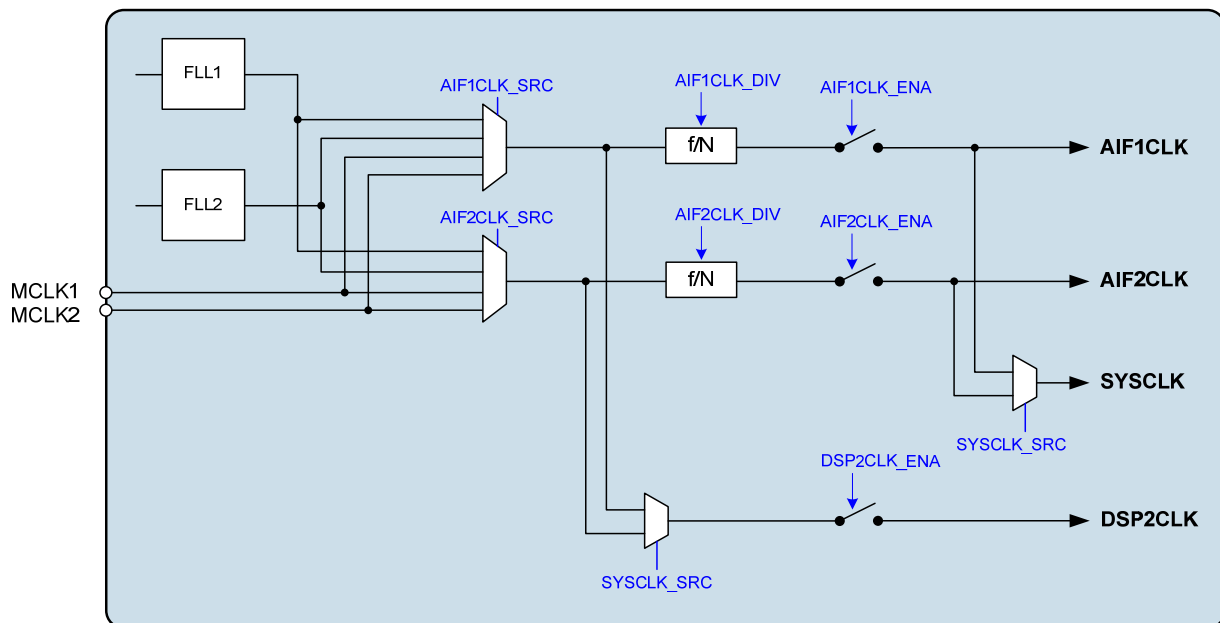 FLL1
AIF1CLK_SRC
AIF1CLK_DIV
AIF1CLK_ENA
f/N
AIF1CLK
FLL2
AIF2CLK_SRC
AIF2CLK_DIV
AIF2CLK_ENA
f/N
AIF2CLK
MCLK1
MCLK2
SYSCLK
SYSCLK_SRC
DSP2CLK_ENA
DSP2CLK
SYSCLK_SRC